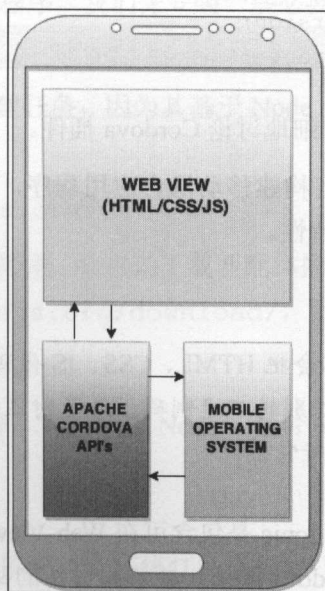 WEB VIEW
(HTML/CSS/JS)
APACHE
CORDOVA
API's
MOBILE
OPERATING
SYSTEM